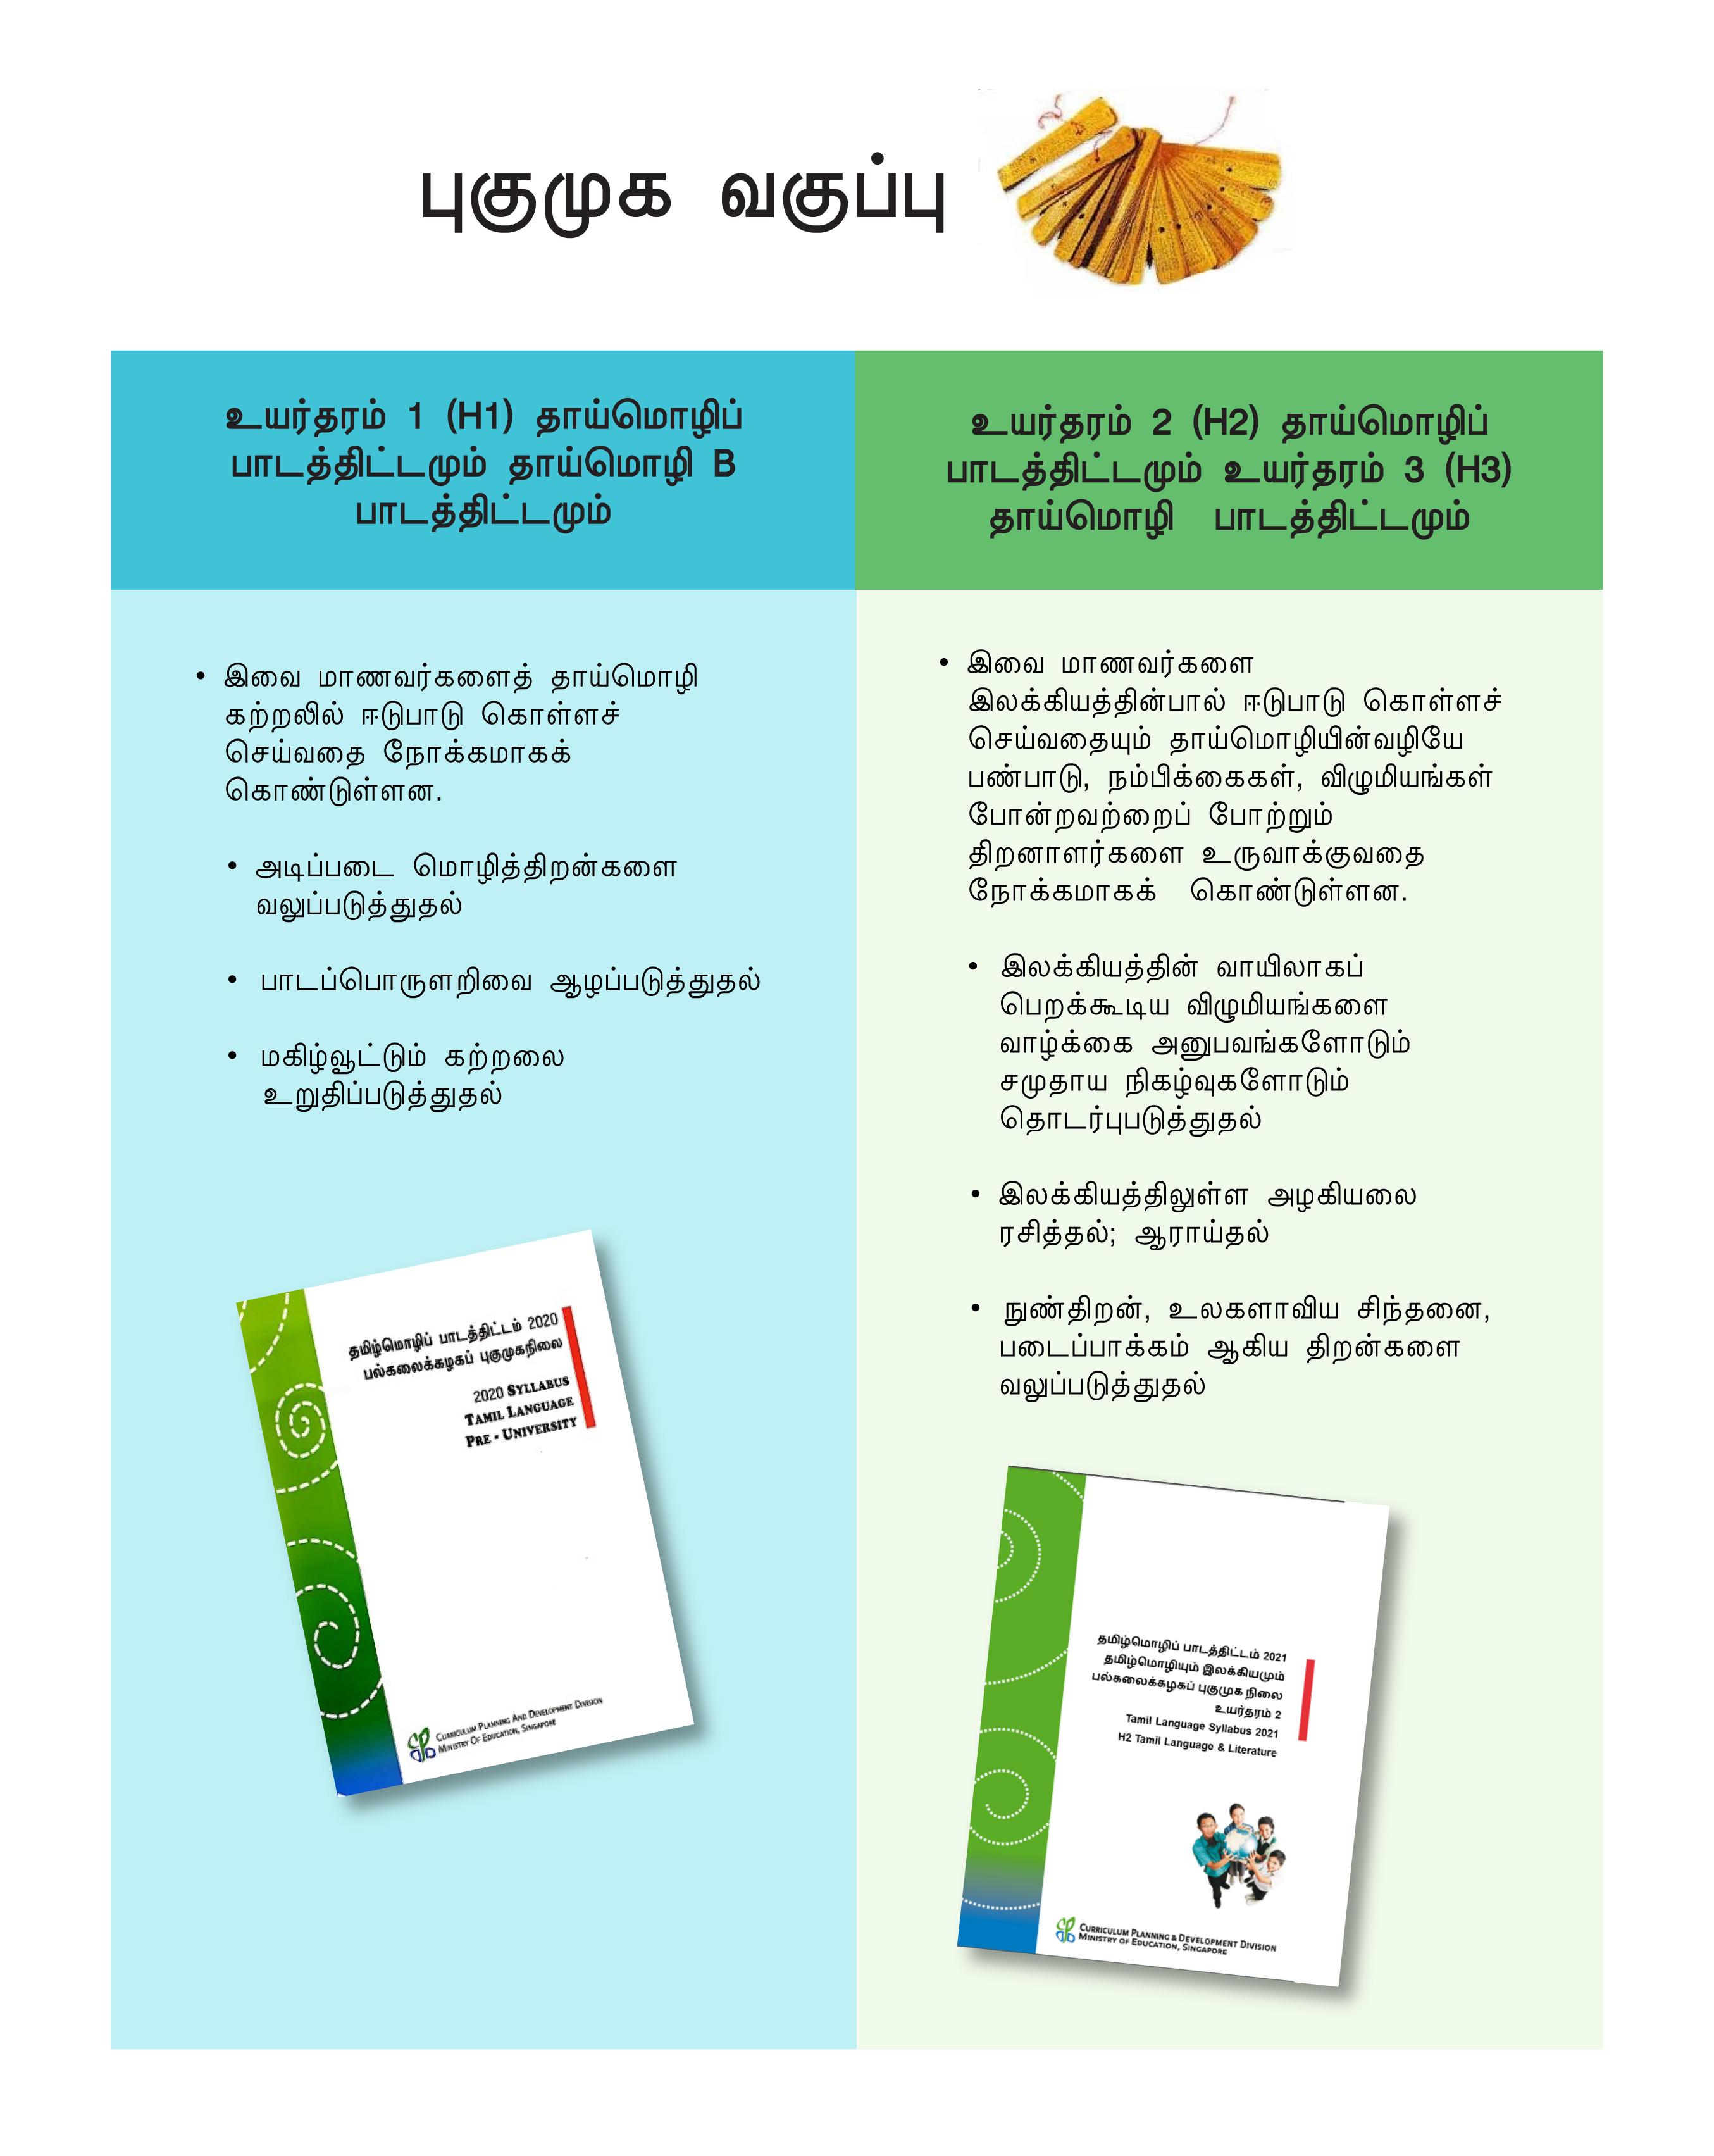 புகுமுக வகுப்பு
உயர்தரம் 1 (H1) தாய்மொழிப்
பாடத்திட்டமும் தாய்மொழி B
பாடத்திட்டமும்
இவை மாணவர்களைத் தாய்மொழி
கற்றலில் ஈடுபாடு கொள்ளச்
செய்வதை நோக்கமாகக்
கொண்டுள்ளன.
• அடிப்படை மொழித்திறன்களை
வலுப்படுத்துதல்
• பாடப்பொருளறிவை ஆழப்படுத்துதல்
• மகிழ்வூட்டும் கற்றலை
உறுதிப்படுத்துதல்
தமிழ்மொழிப் பாடத்திட்டம் 2020
பல்கலைக்கழகப் புகுமுகநிலை
2020 SYLLABUS
TAMIL LANGUAGE
PRE - UNIVERSITY
CURRICULUM PLANNING AND DEVELOPMENT DIVISION
MINISTRY OF EDUCATION, SINGAPORE
உயர்தரம் 2 (H2) தாய்மொழிப்
பாடத்திட்டமும் உயர்தரம் 3 (H3)
தாய்மொழி பாடத்திட்டமும்
• இவை மாணவர்களை
இலக்கியத்தின்பால் ஈடுபாடு கொள்ளச்
செய்வதையும் தாய்மொழியின்வழியே
பண்பாடு, நம்பிக்கைகள், விழுமியங்கள்
போன்றவற்றைப் போற்றும்
திறனாளர்களை உருவாக்குவதை
நோக்கமாகக் கொண்டுள்ளன.
• இலக்கியத்தின் வாயிலாகப்
பெறக்கூடிய விழுமியங்களை
வாழ்க்கை அனுபவங்களோடும்
சமுதாய நிகழ்வுகளோடும்
தொடர்புபடுத்துதல்
• இலக்கியத்திலுள்ள அழகியலை
ரசித்தல்; ஆராய்தல்
• நுண்திறன், உலகளாவிய சிந்தனை,
படைப்பாக்கம் ஆகிய திறன்களை
வலுப்படுத்துதல்
தமிழ்மொழிப் பாடத்திட்டம் 2021
தமிழ்மொழியும் இலக்கியமும்
பல்கலைக்கழகப் புகுமுக நிலை
உயர்தரம் 2
Tamil Language Syllabus 2021
H2 Tamil Language & Literature
CURRICULUM PLANNING & DEVELOPMENT DIVISION
MINISTRY OF EDUCATION, SINGAPORE